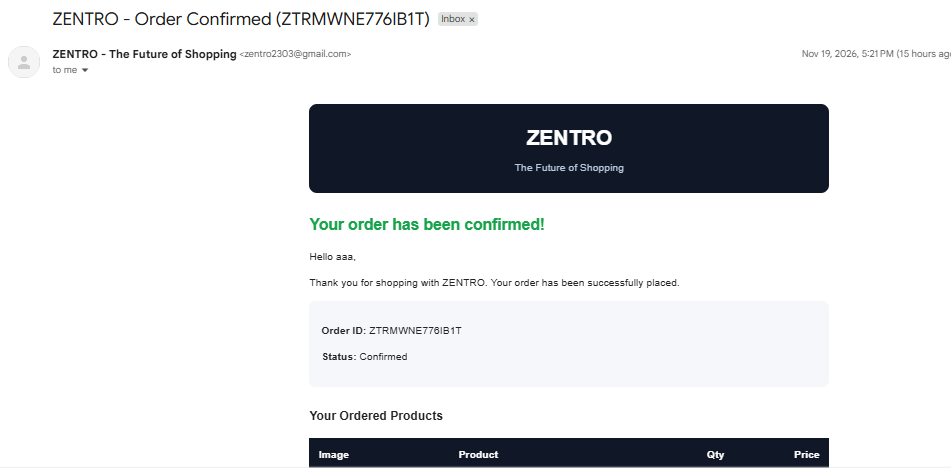 ZENTRO - Order Confirmed (ZTRMWNE776IB1T) Inbox x
ZENTRO - The Future of Shopping <zentro2303@gmail.com> Nov 19, 2026, 5:21 PM (15 hours ago
to me
ZENTRO
The Future of Shopping
Your order has been confirmed!
Hello aaa,
Thank you for shopping with ZENTRO. Your order has been successfully placed.
Order ID: ZTRMWNE776IB1T
Status: Confirmed
Your Ordered Products
Image Product Qty Price